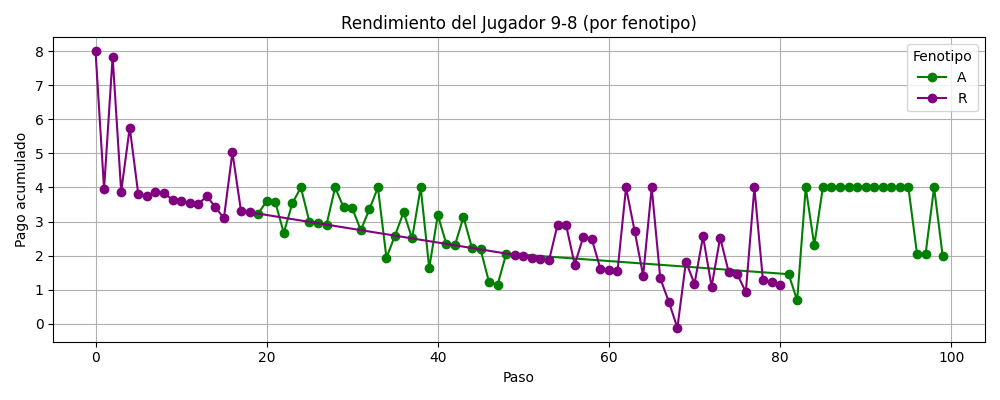 Rendimiento del Jugador 9-8 (por fenotipo)
Pago acumulado
8
7
6
5
4
3
2
1
0
Fenotipo
A
R
0 20 40 60 80 100
Paso